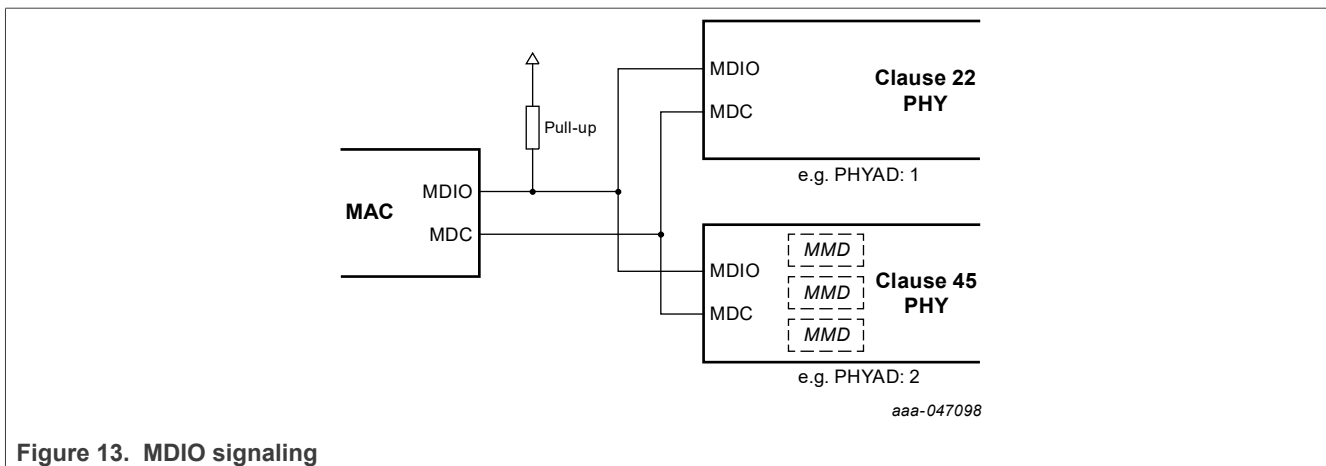 Pull-up
MAC
MDIO
MDC
MDIO
MDC
Clause 22
PHY
e.g. PHYAD: 1
MDIO
MDC
MMD
MMD
MMD
Clause 45
PHY
e.g. PHYAD: 2
aaa-047098
Figure 13. MDIO signaling